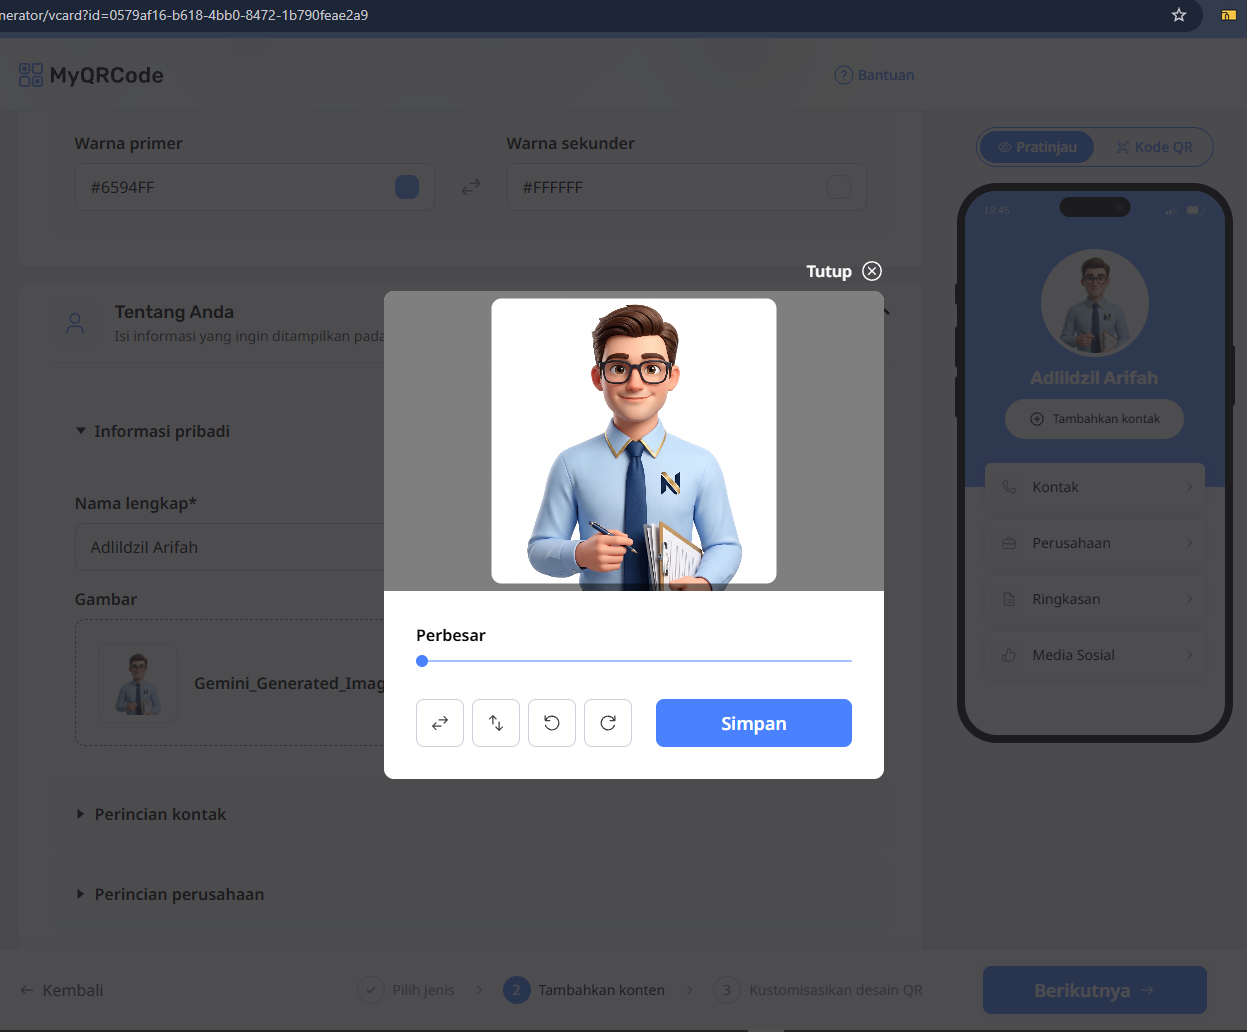 nerator/vcard?id=0579af16-b618-4bb0-8472-1b790feae2a9
MyQRCode
Bantuan
Warna primer
Warna sekunder
#6594FF
#FFFFFF
Tentang Anda
Isi informasi yang ingin ditampilkan pada
Informasi pribadi
Nama lengkap*
Adlildzil Arifah
Gambar
Gemini_Generated_Imag
Perincian kontak
Perincian perusahaan
Tutup
N
Perbesar
Simpan
Pratinjau
Kode QR
10:45
Adlildzil Arifah
Tambahkan kontak
Kontak
Perusahaan
Ringkasan
Media Sosial
Kembali
Pilih jenis
2 Tambahkan konten
3 Kustomisasikan desain QR
Berikutnya